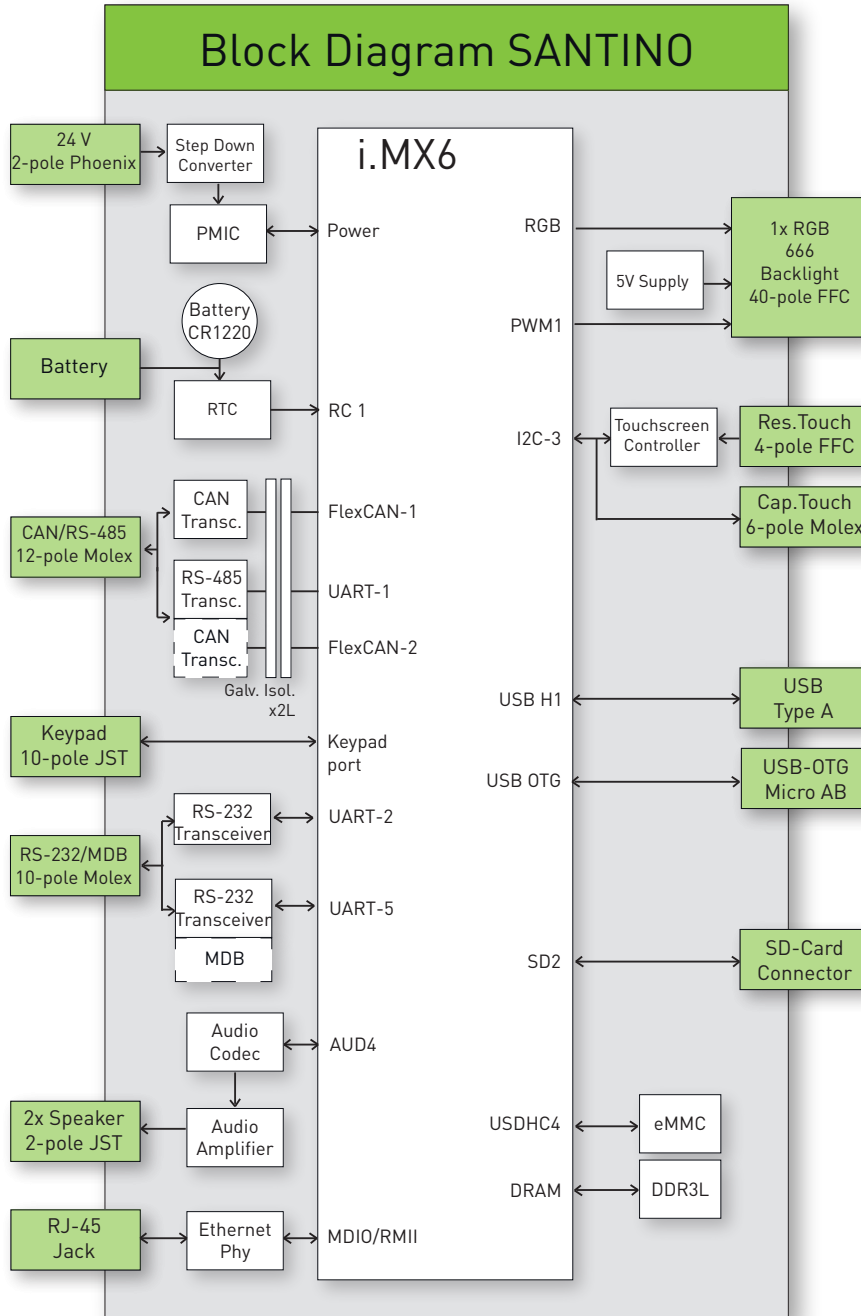 Block Diagram SANTINO
i.MX6
24 V
2-pole Phoenix
Step Down
Converter
PMIC
Power
Battery
CR1220
Battery
RTC
RC 1
CAN/RS-485
12-pole Molex
CAN
Transc.
FlexCAN-1
RS-485
Transc.
UART-1
CAN
Transc.
FlexCAN-2
Galv. Isol.
x2L
Keypad
10-pole JST
Keypad
port
RS-232/MDB
10-pole Molex
RS-232
Transceiver
UART-2
RS-232
Transceiver
UART-5
MDB
Audio
Codec
AUD4
2x Speaker
2-pole JST
Audio
Amplifier
RJ-45
Jack
Ethernet
Phy
MDIO/RMII
RGB
1x RGB
666
Backlight
40-pole FFC
5V Supply
PWM1
I2C-3
Touchscreen
Controller
Res.Touch
4-pole FFC
Cap.Touch
6-pole Molex
USB H1
USB
Type A
USB OTG
USB-OTG
Micro AB
SD2
SD-Card
Connector
USDHC4
eMMC
DRAM
DDR3L